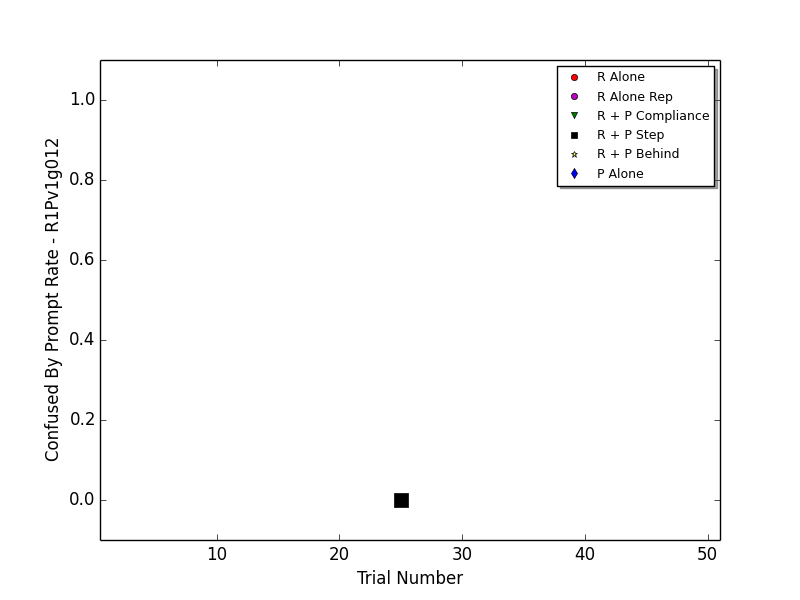 R Alone
R Alone Rep
R + P Compliance
R + P Step
R + P Behind
P Alone
1.0
0.8
0.6
0.4
0.2
0.0
Confused By Prompt Rate - R1Pv1g012
10 20 30 40 50
Trial Number